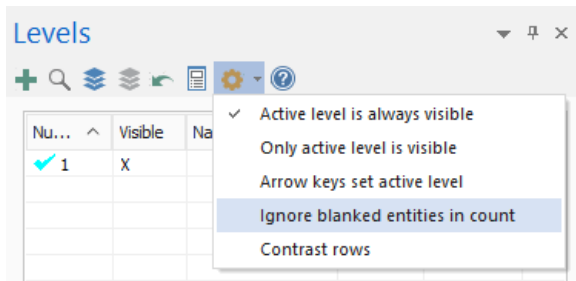 Levels
Nu... Visible Na
1 X
Active level is always visible
Only active level is visible
Arrow keys set active level
Ignore blanked entities in count
Contrast rows